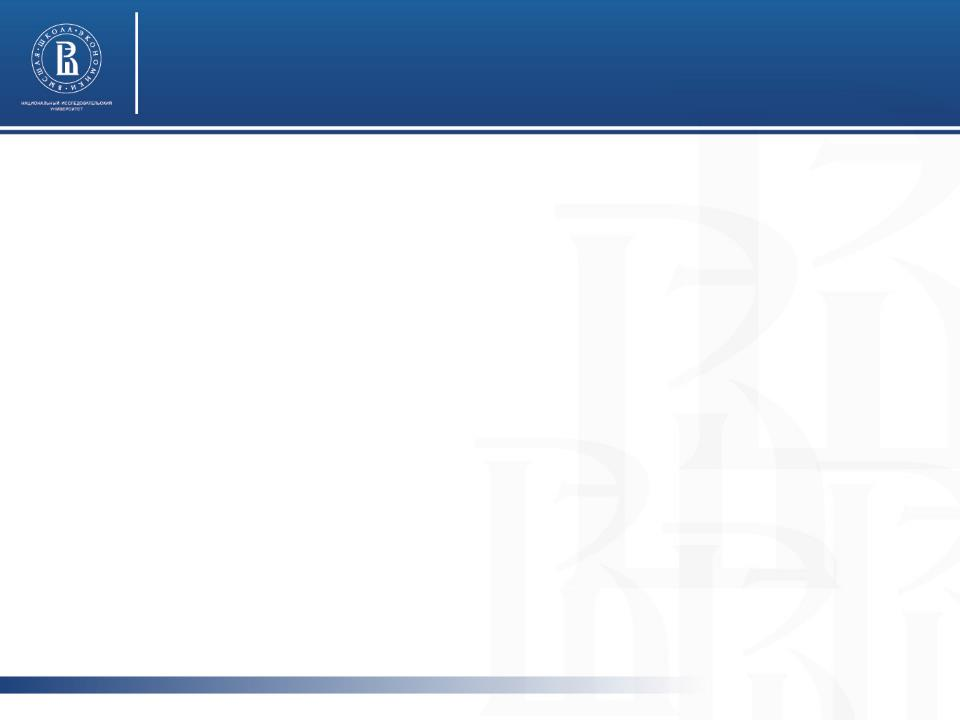 ВЫСШАЯ • ШКОЛА • ЭКОНОМИКИ •
НАЦИОНАЛЬНЫЙ ИССЛЕДОВАТЕЛЬСКИЙ
УНИВЕРСИТЕТ